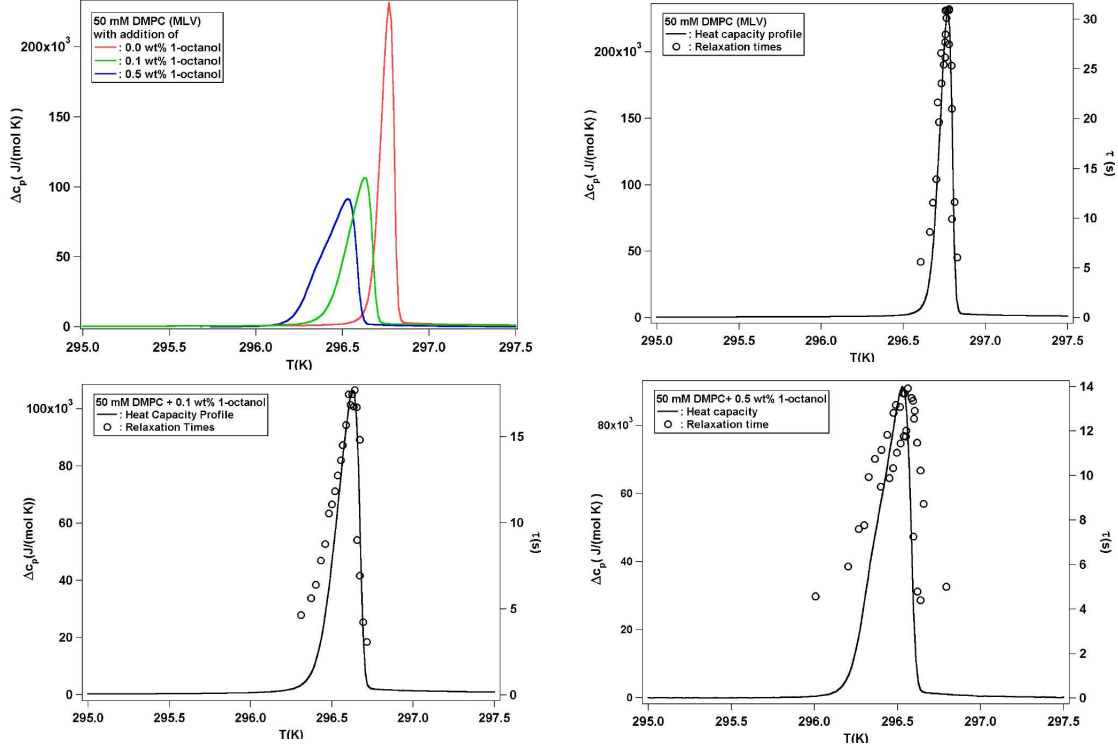 50 mM DMPC (MLV)
with addition of
: 0.0 wt% 1-octanol
: 0.1 wt% 1-octanol
: 0.5 wt% 1-octanol
200x10³
150
100
50
0
Δcₚ( J/(mol K) )
295.0 295.5 296.0 296.5 297.0 297.5
T(K)
50 mM DMPC (MLV)
: Heat capacity profile
: Relaxation times
200x10³
150
100
50
0
Δcₚ( J/(mol K) )
30
25
20
15
10
5
0
τ (s)
295.0 295.5 296.0 296.5 297.0 297.5
T(K)
50 mM DMPC + 0.1 wt% 1-octanol
: Heat Capacity Profile
: Relaxation Times
100x10³
80
60
40
20
0
Δcₚ(J/(mol K))
15
10
5
0
τ(s)
295.0 295.5 296.0 296.5 297.0 297.5
T(K)
50 mM DMPC+ 0.5 wt% 1-octanol
: Heat capacity
: Relaxation time
80x10³
60
40
20
0
Δcₚ( J/(mol K) )
14
12
10
8
6
4
2
0
τ(s)
295.0 295.5 296.0 296.5 297.0 297.5
T(K)